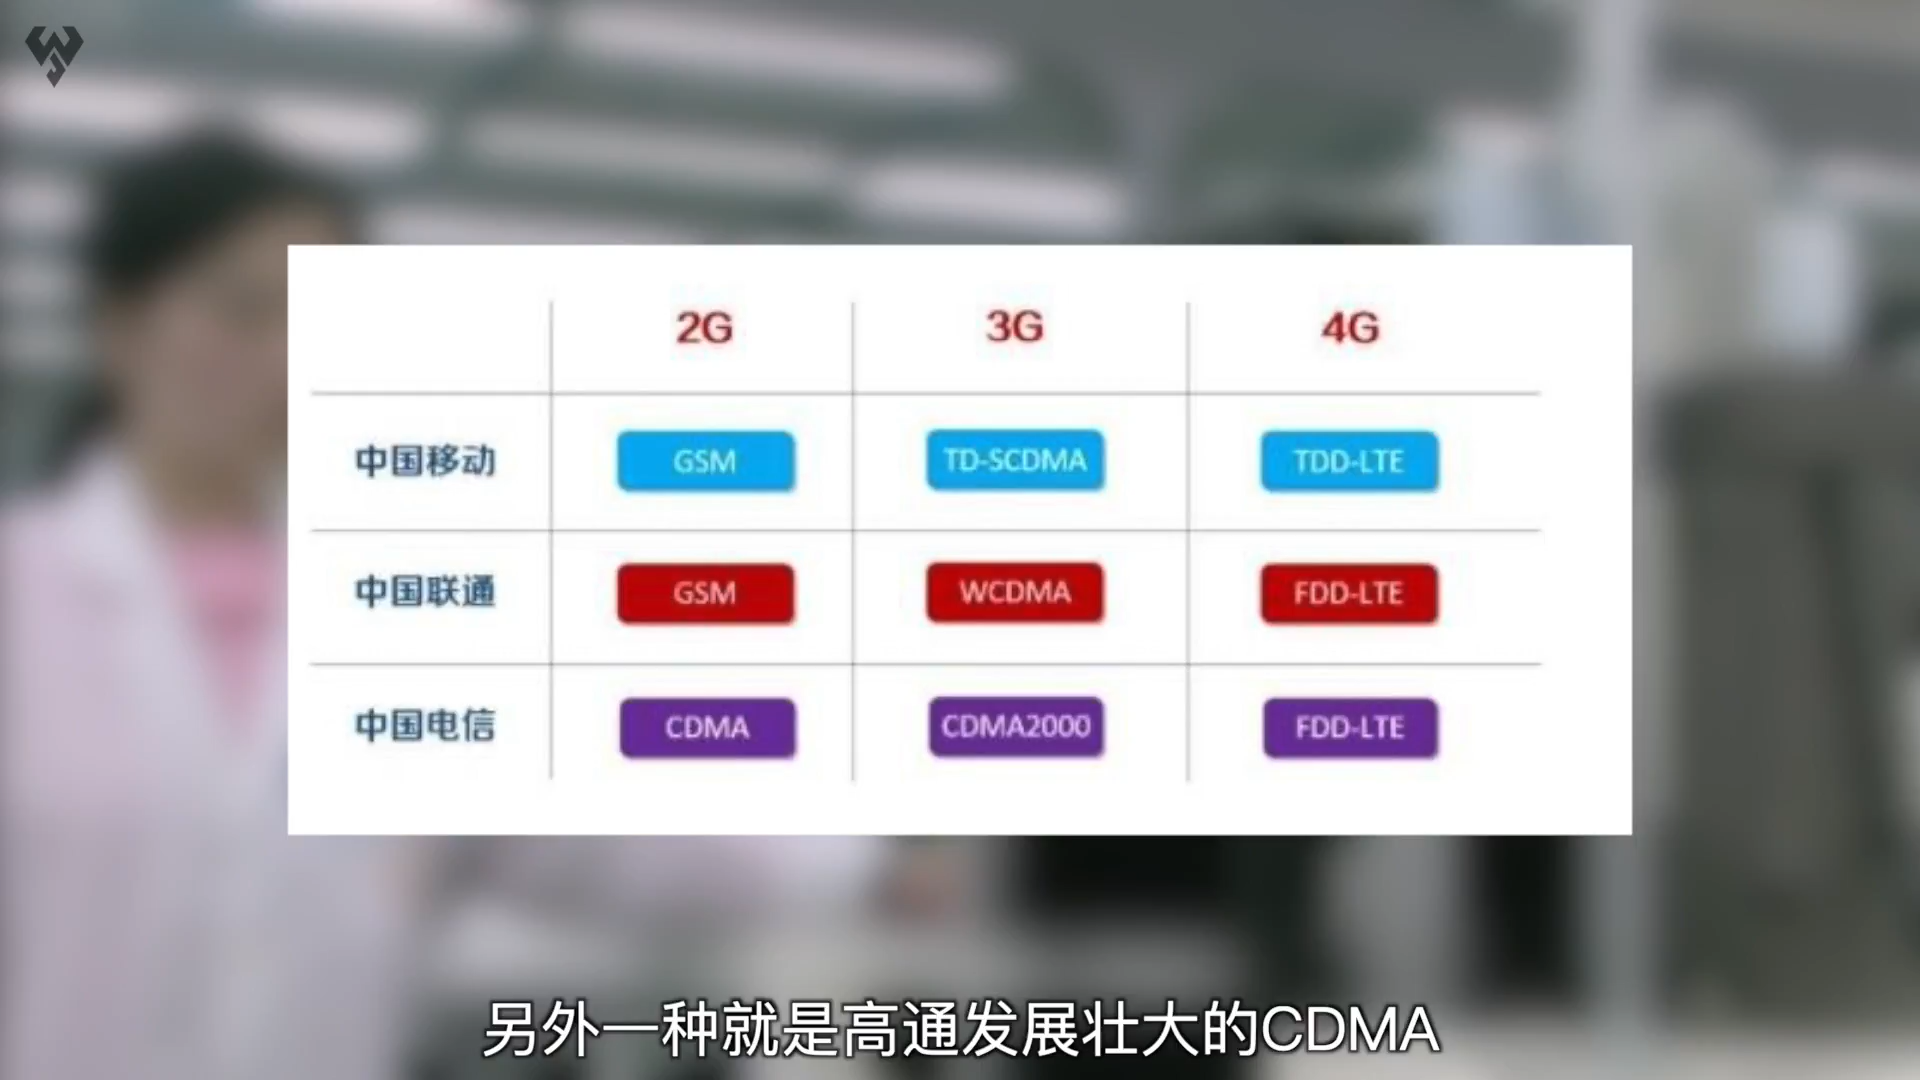 2G 3G 4G
中国移动 GSM TD-SCDMA TDD-LTE
中国联通 GSM WCDMA FDD-LTE
中国电信 CDMA CDMA2000 FDD-LTE
另外一种就是高通发展壮大的CDMA